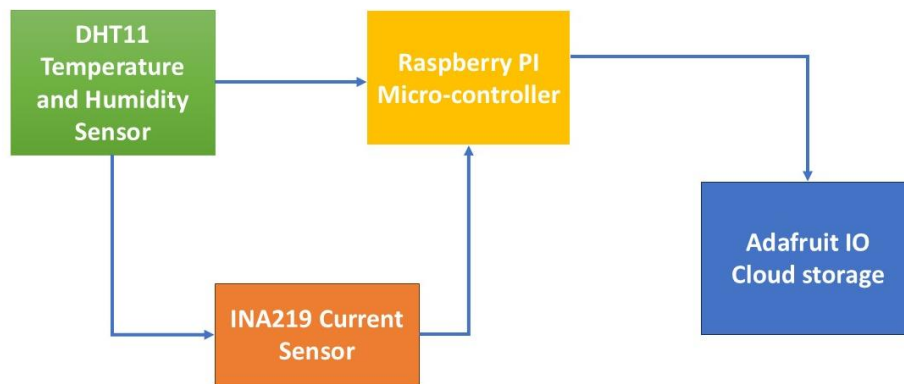 DHT11
Temperature
and Humidity
Sensor
Raspberry PI
Micro-controller
Adafruit IO
Cloud storage
INA219 Current
Sensor